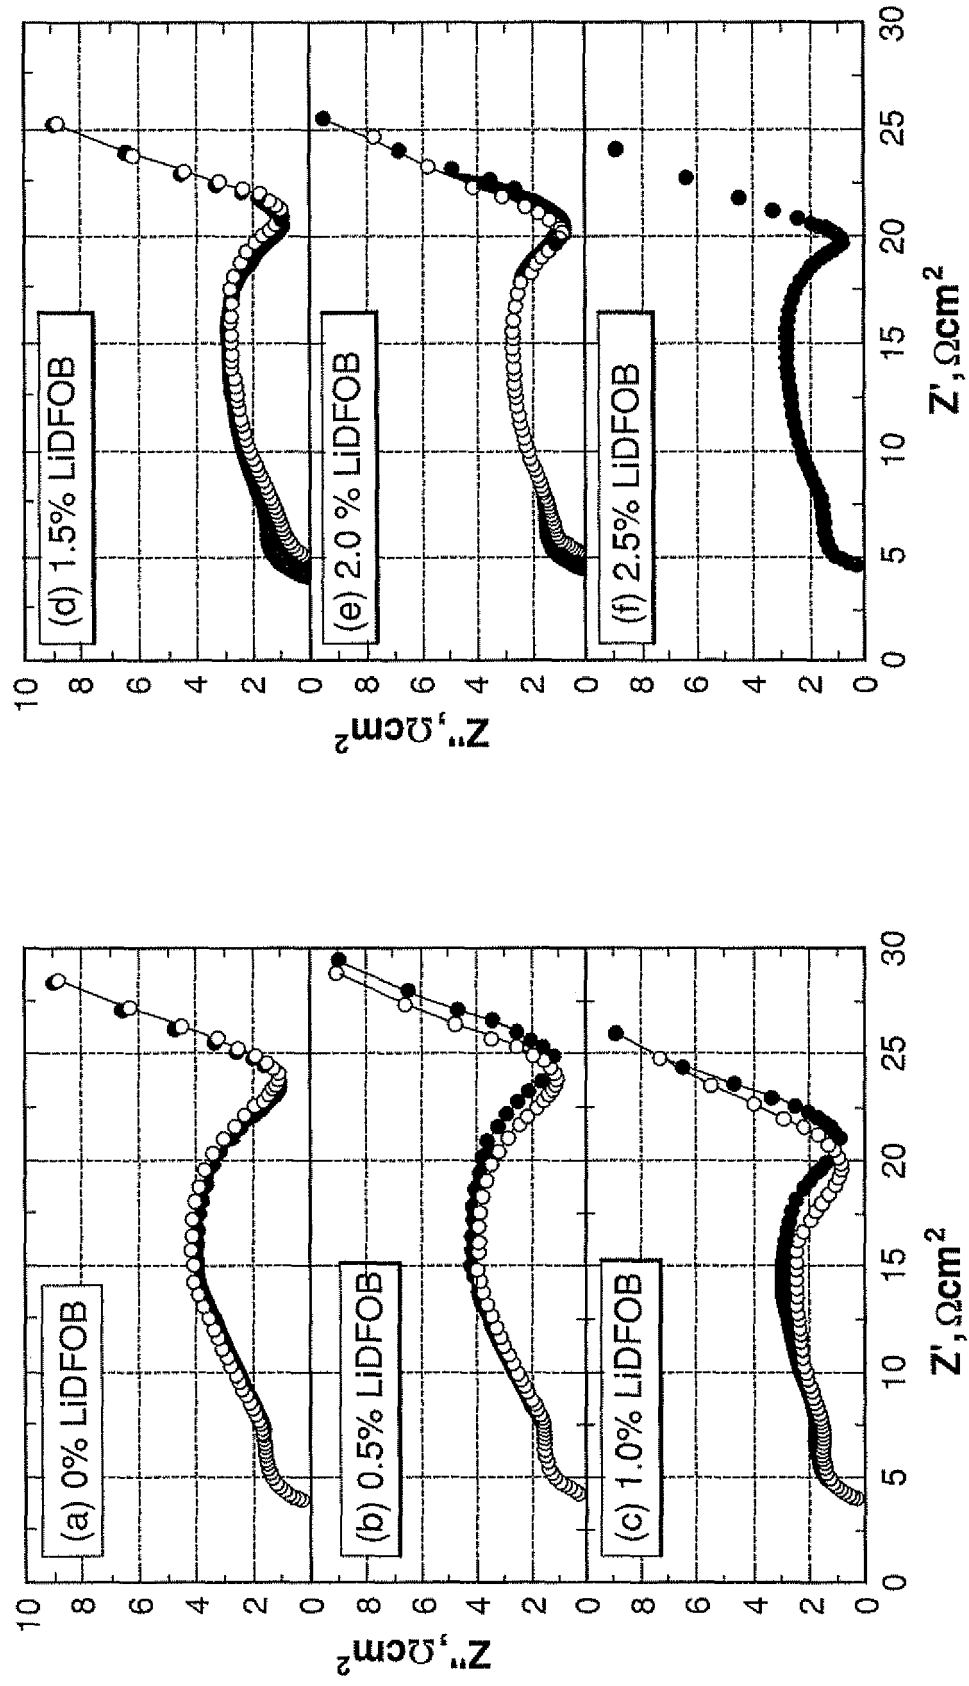 10
8
6
4
2
0
(a) 0% LiDFOB
8
6
4
2
0
(b) 0.5% LiDFOB
8
6
4
2
0
(c) 1.0% LiDFOB
Z", Ωcm²
0 5 10 15 20 25 30
Z', Ωcm²
10
8
6
4
2
0
(d) 1.5% LiDFOB
8
6
4
2
0
(e) 2.0 % LiDFOB
8
6
4
2
0
(f) 2.5% LiDFOB
Z", Ωcm²
0 5 10 15 20 25 30
Z', Ωcm²